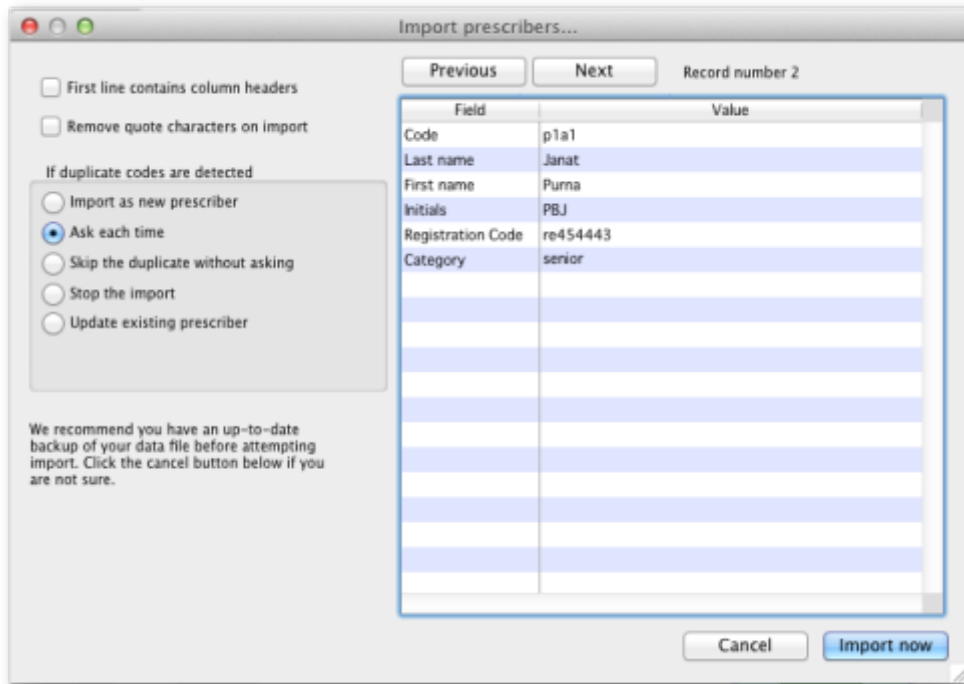 Import prescribers...
First line contains column headers
Remove quote characters on import
If duplicate codes are detected
Import as new prescriber
Ask each time
Skip the duplicate without asking
Stop the import
Update existing prescriber
We recommend you have an up-to-date
backup of your data file before attempting
import. Click the cancel button below if you
are not sure.
Previous Next Record number 2
Field Value
Code p1a1
Last name Janat
First name Purna
Initials PBJ
Registration Code re454443
Category senior
Cancel Import now